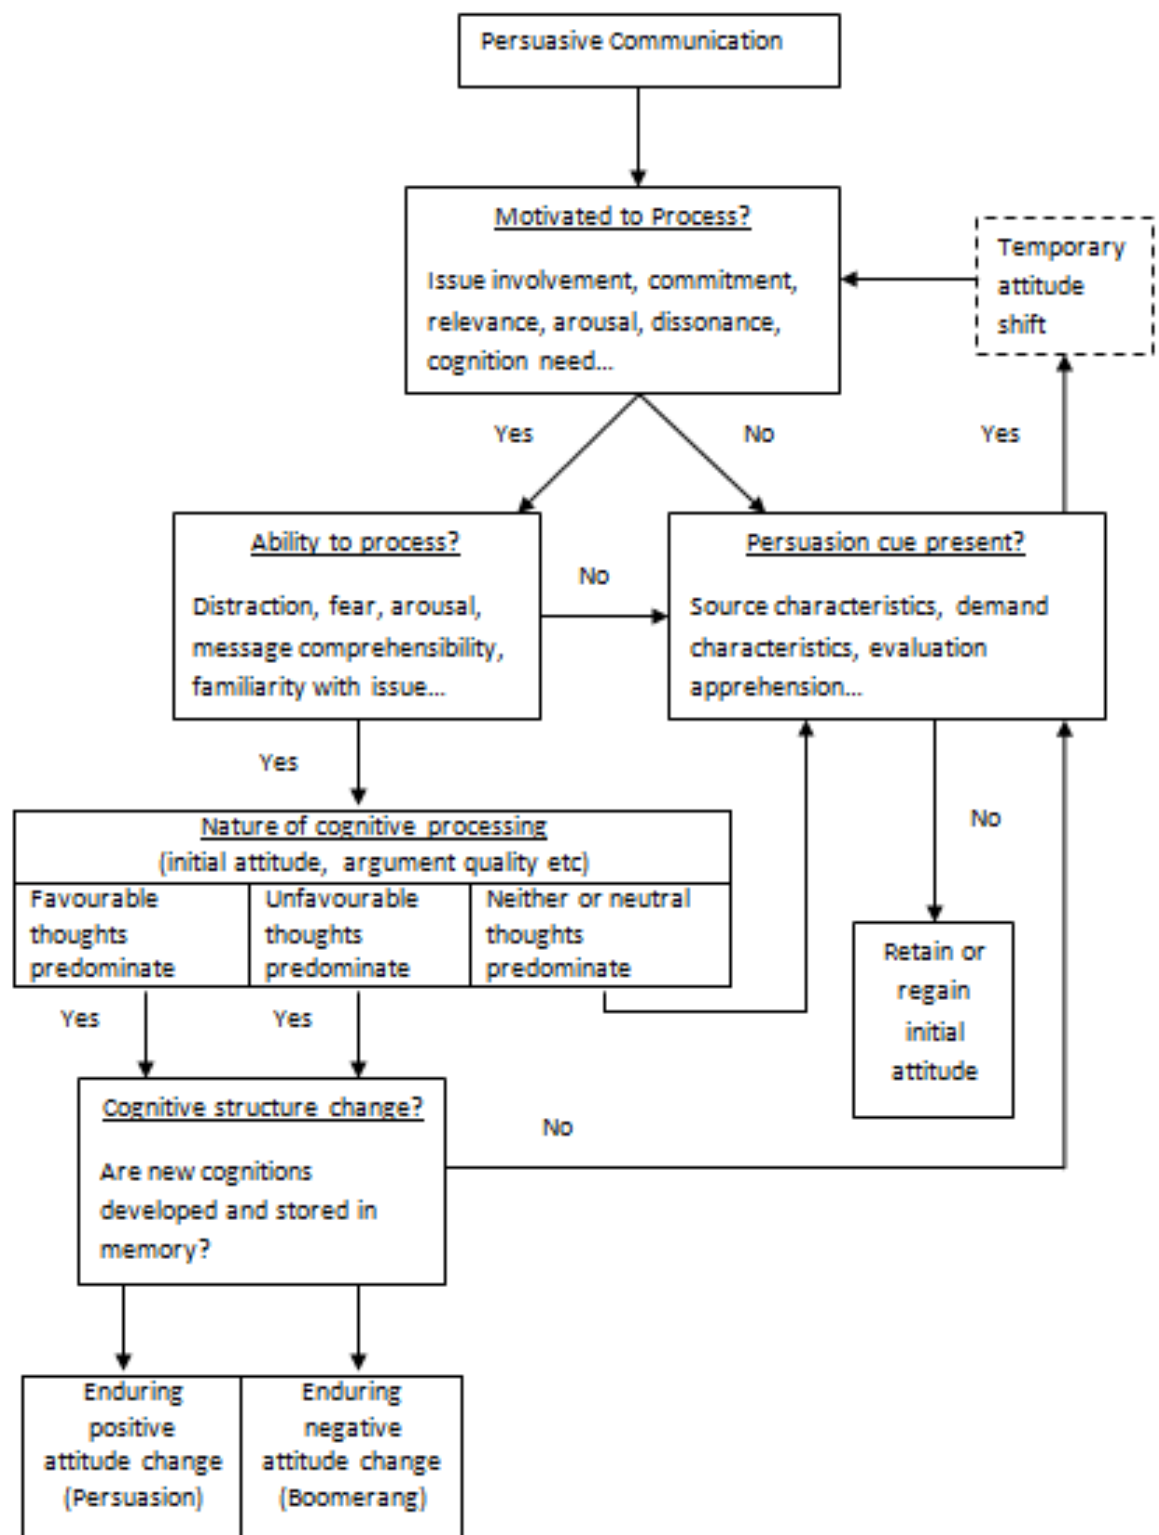 Persuasive Communication
Motivated to Process?
Issue involvement, commitment,
relevance, arousal, dissonance,
cognition need...
Temporary
attitude
shift
Yes
No
Yes
Ability to process?
Distraction, fear, arousal,
message comprehensibility,
familiarity with issue...
No
Persuasion cue present?
Source characteristics, demand
characteristics, evaluation
apprehension...
Yes
No
Nature of cognitive processing
(initial attitude, argument quality etc)
Favourable
thoughts
predominate
Unfavourable
thoughts
predominate
Neither or neutral
thoughts
predominate
Retain or
regain
initial
attitude
Yes
Yes
Cognitive structure change?
Are new cognitions
developed and stored in
memory?
No
Enduring
positive
attitude change
(Persuasion)
Enduring
negative
attitude change
(Boomerang)